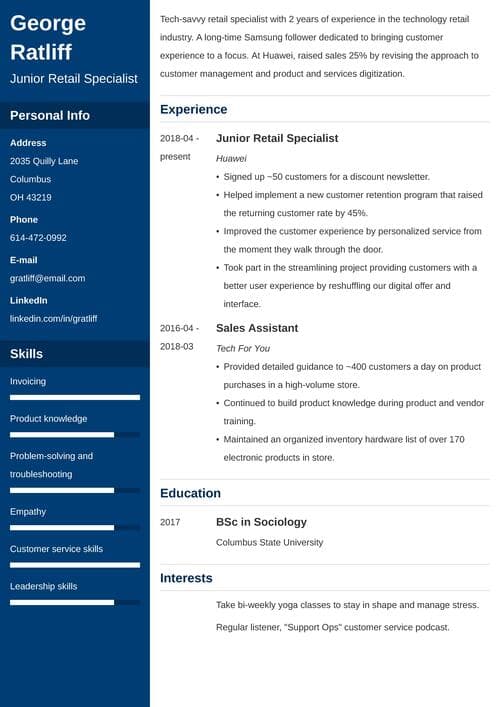 George
Ratliff
Junior Retail Specialist
Personal Info
Address
2035 Quilly Lane
Columbus
OH 43219
Phone
614-472-0992
E-mail
gratliff@email.com
LinkedIn
linkedin.com/in/gratliff
Skills
Invoicing
Product knowledge
Problem-solving and
troubleshooting
Empathy
Customer service skills
Leadership skills
Tech-savvy retail specialist with 2 years of experience in the technology retail
industry. A long-time Samsung follower dedicated to bringing customer
experience to a focus. At Huawei, raised sales 25% by revising the approach to
customer management and product and services digitization.
Experience
2018-04 -
present
Junior Retail Specialist
Huawei
• Signed up ~50 customers for a discount newsletter.
• Helped implement a new customer retention program that raised
the returning customer rate by 45%.
• Improved the customer experience by personalized service from
the moment they walk through the door.
• Took part in the streamlining project providing customers with a
better user experience by reshuffling our digital offer and
interface.
2016-04 -
2018-03
Sales Assistant
Tech For You
• Provided detailed guidance to ~400 customers a day on product
purchases in a high-volume store.
• Continued to build product knowledge during product and vendor
training.
• Maintained an organized inventory hardware list of over 170
electronic products in store.
Education
2017
BSc in Sociology
Columbus State University
Interests
Take bi-weekly yoga classes to stay in shape and manage stress.
Regular listener, "Support Ops" customer service podcast.